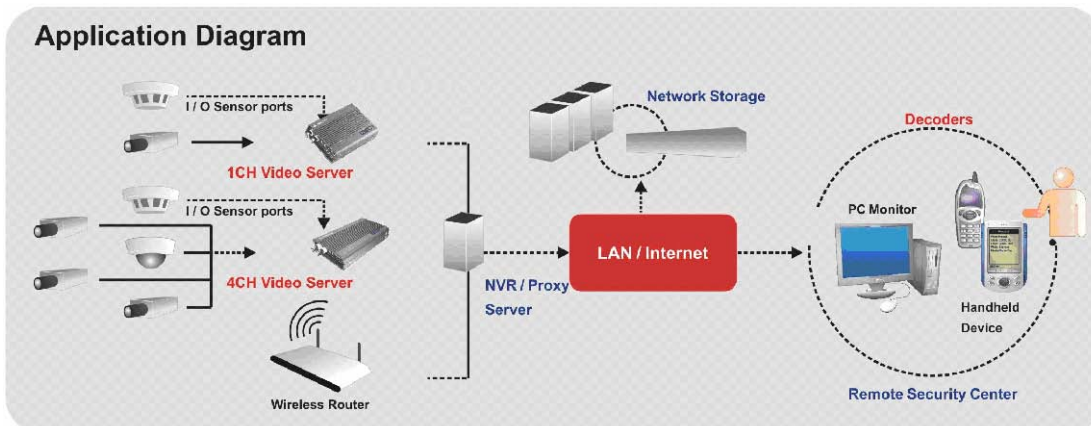 Application Diagram
I / O Sensor ports
1CH Video Server
I / O Sensor ports
4CH Video Server
Wireless Router
NVR / Proxy
Server
Network Storage
LAN / Internet
Decoders
PC Monitor
Handheld
Device
Remote Security Center